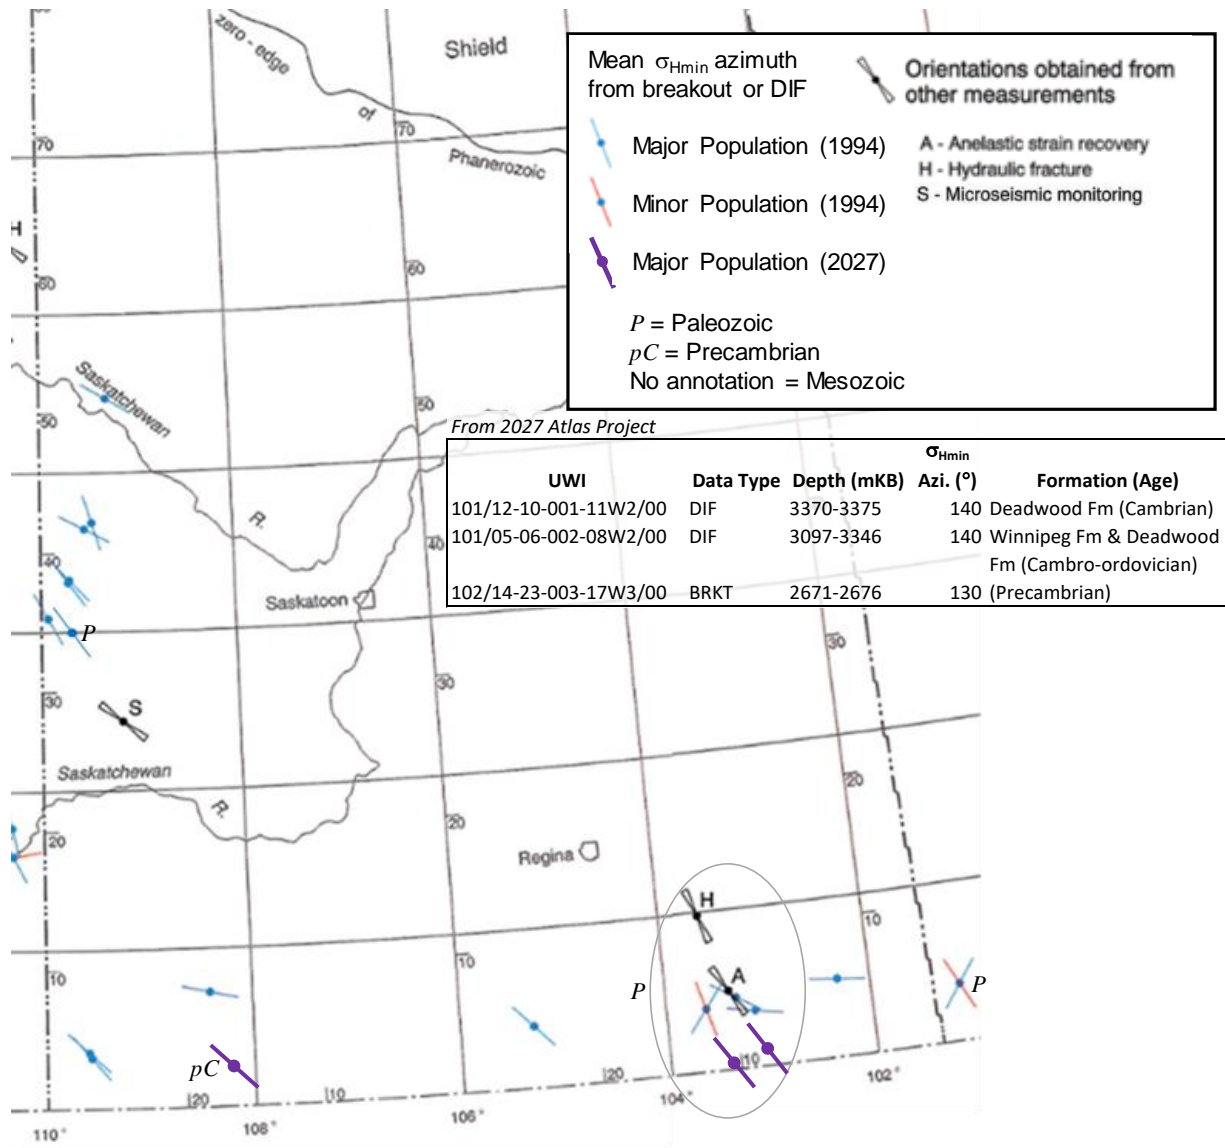 zero - edge
of
Phanerozoic
Shield
70
70
H
60
60
Mean σHmin azimuth
from breakout or DIF
Major Population (1994)
Minor Population (1994)
Major Population (2027)
P = Paleozoic
pC = Precambrian
No annotation = Mesozoic
Orientations obtained from
other measurements
A - Anelastic strain recovery
H - Hydraulic fracture
S - Microseismic monitoring
Saskatchewan
R.
50
50
From 2027 Atlas Project
σHmin
UWI Data Type Depth (mKB) Azi. (°) Formation (Age)
101/12-10-001-11W2/00 DIF 3370-3375 140 Deadwood Fm (Cambrian)
101/05-06-002-08W2/00 DIF 3097-3346 140 Winnipeg Fm & Deadwood
Fm (Cambro-ordovician)
102/14-23-003-17W3/00 BRKT 2671-2676 130 (Precambrian)
40
40
Saskatoon
P
30
30
30
S
Saskatchewan
R.
20
20
20
Regina
H
10
10
10
A
P
P
pC
20
10
20
10
110°
108°
106°
104°
102°